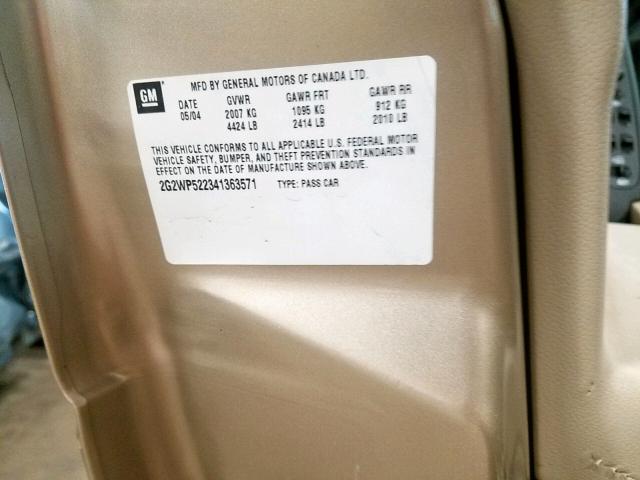 MFD BY GENERAL MOTORS OF CANADA LTD.
GM
DATE GVWR GAWR FRT GAWR RR
05/04 2007 KG 1095 KG 912 KG
4424 LB 2414 LB 2010 LB
THIS VEHICLE CONFORMS TO ALL APPLICABLE U.S. FEDERAL MOTOR
VEHICLE SAFETY, BUMPER, AND THEFT PREVENTION STANDARDS IN
EFFECT ON THE DATE OF MANUFACTURE SHOWN ABOVE.
2G2WP522341363571 TYPE: PASS CAR